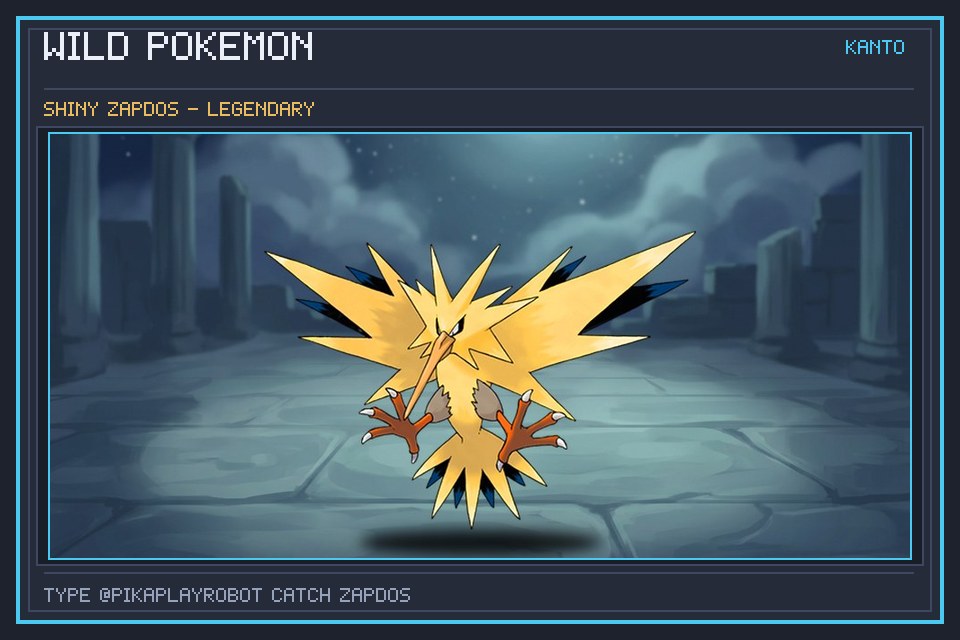 WILD POKEMON
KANTO
SHINY ZAPDOS - LEGENDARY
TYPE @PIKAPLAYROBOT CATCH ZAPDOS